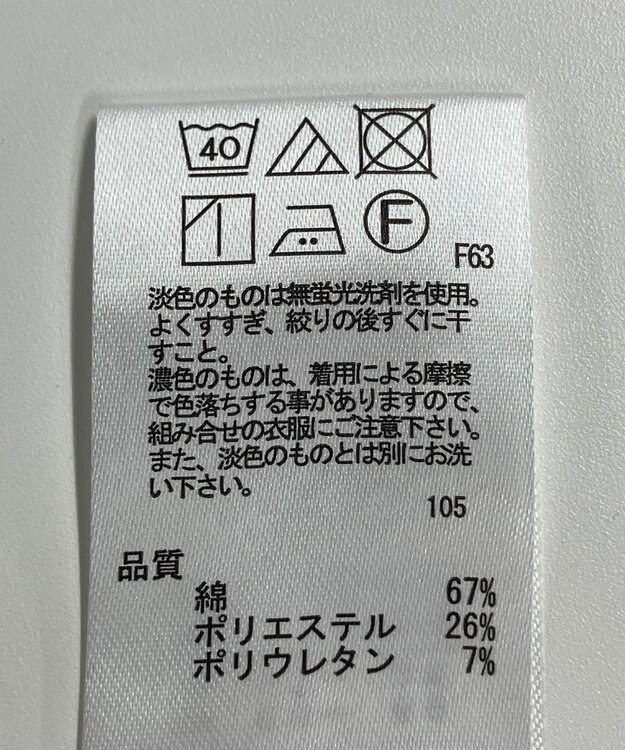 40
F
F63
淡色のものは無蛍光洗剤を使用。
よくすすぎ、絞りの後すぐに干
すこと。
濃色のものは、着用による摩擦
で色落ちする事がありますので、
組み合せの衣服にご注意下さい。
また、淡色のものとは別にお洗
い下さい。
105
品質
綿 67%
ポリエステル 26%
ポリウレタン 7%